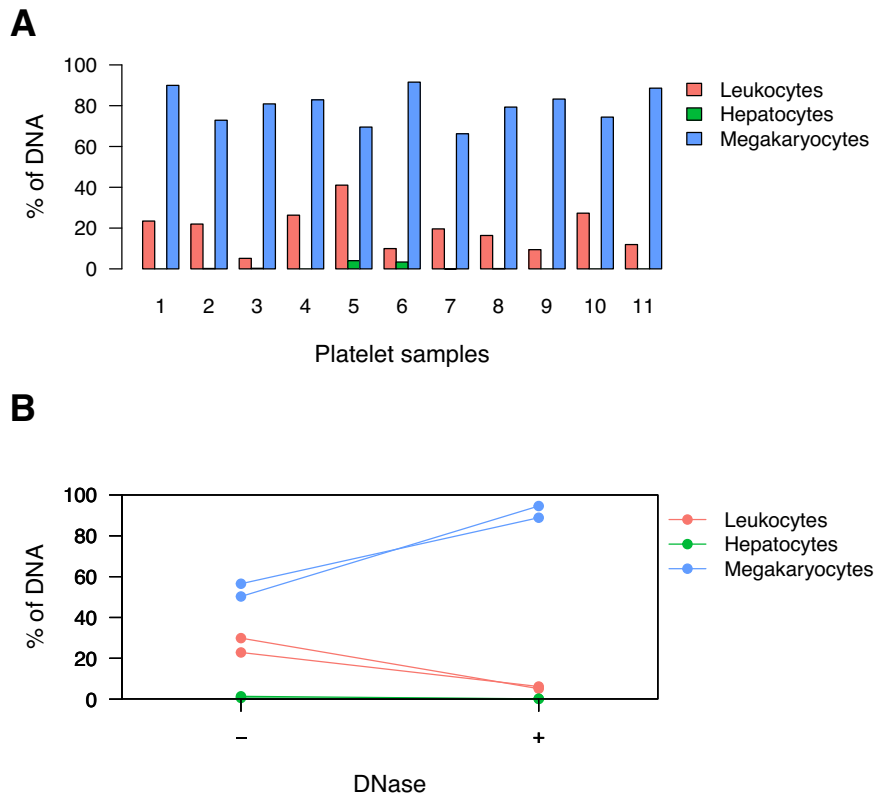 A
100
80
60
40
20
0
% of DNA
1 2 3 4 5 6 7 8 9 10 11
Platelet samples
Leukocytes
Hepatocytes
Megakaryocytes
B
100
80
60
40
20
0
% of DNA
− +
DNase
Leukocytes
Hepatocytes
Megakaryocytes